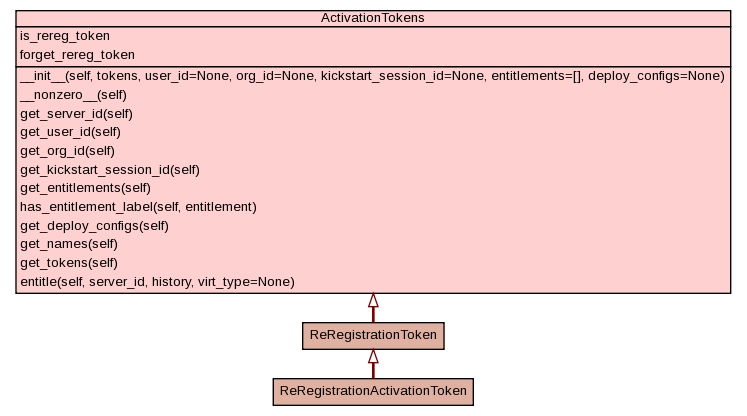 ActivationTokens
is_rereg_token
forget_rereg_token
__init__(self, tokens, user_id=None, org_id=None, kickstart_session_id=None, entitlements=[], deploy_configs=None)
__nonzero__(self)
get_server_id(self)
get_user_id(self)
get_org_id(self)
get_kickstart_session_id(self)
get_entitlements(self)
has_entitlement_label(self, entitlement)
get_deploy_configs(self)
get_names(self)
get_tokens(self)
entitle(self, server_id, history, virt_type=None)
ReRegistrationToken
ReRegistrationActivationToken